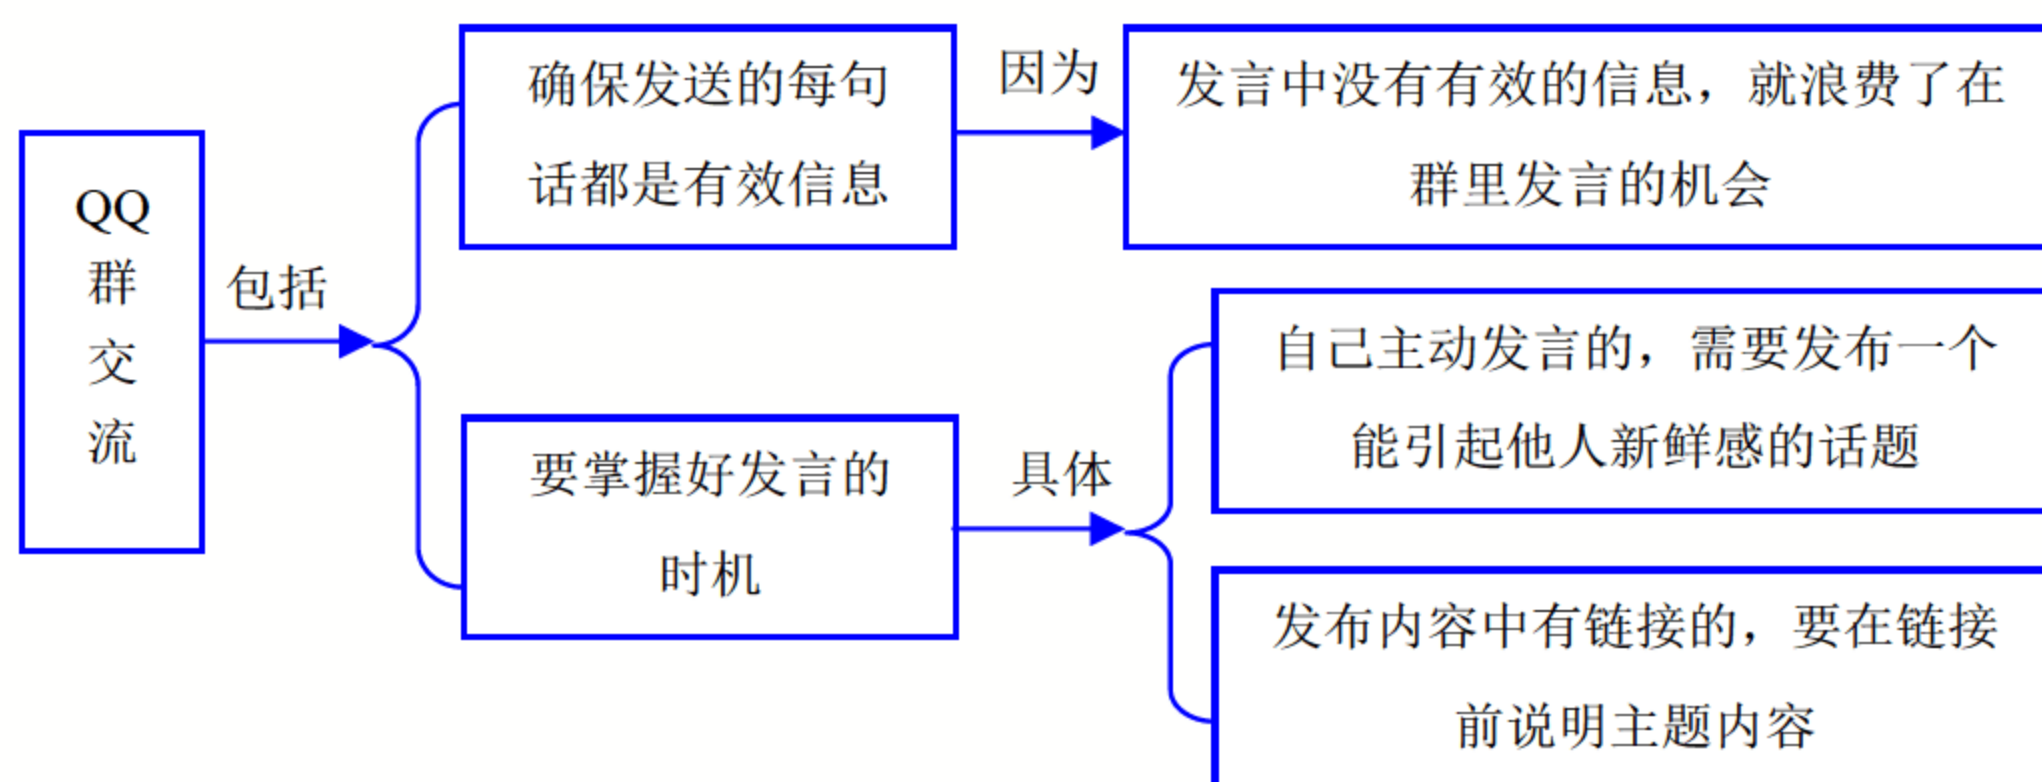 QQ
群
交
流
包括
确保发送的每句
话都是有效信息
因为
发言中没有有效的信息，就浪费了在
群里发言的机会
要掌握好发言的
时机
具体
自己主动发言的，需要发布一个
能引起他人新鲜感的话题
发布内容中有链接的，要在链接
前说明主题内容